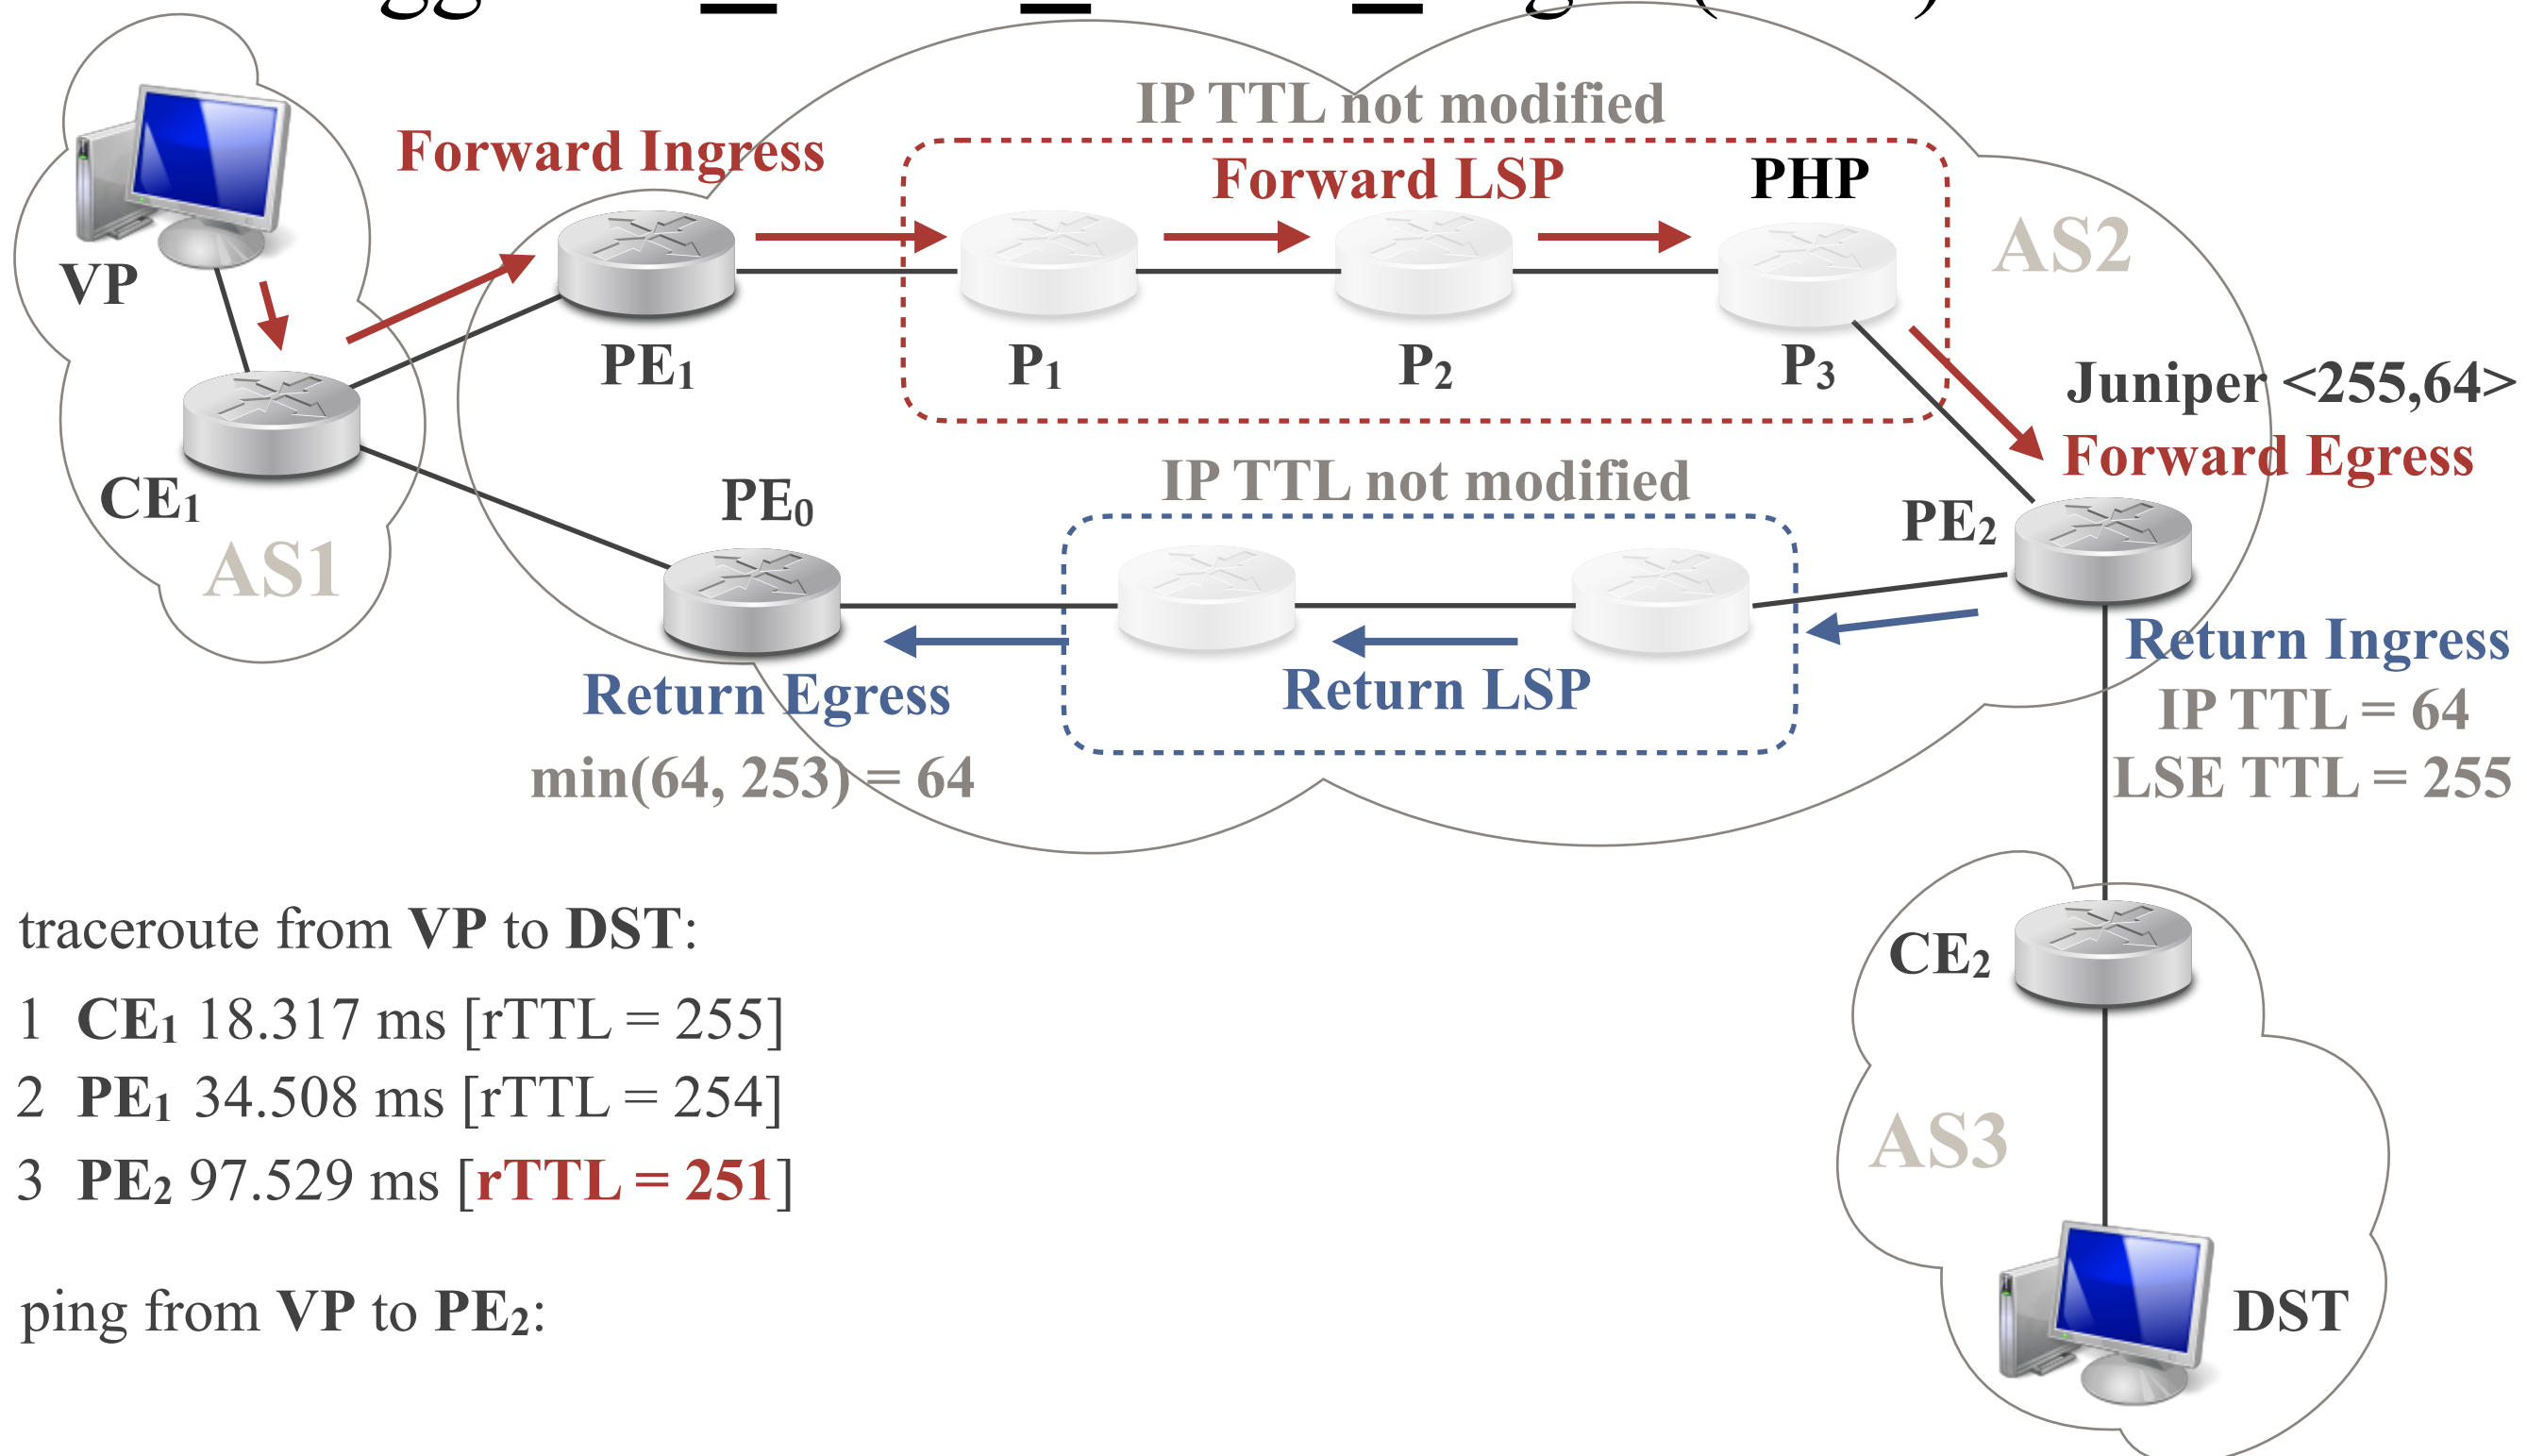 IP TTL not modified
Forward Ingress
Forward LSP
PHP
AS2
VP
PE1
P1
P2
P3
Juniper <255,64>
Forward Egress
CE1
AS1
PE0
IP TTL not modified
PE2
Return Ingress
Return Egress
Return LSP
IP TTL = 64
min(64, 253) = 64
LSE TTL = 255
traceroute from VP to DST:
1 CE1 18.317 ms [rTTL = 255]
2 PE1 34.508 ms [rTTL = 254]
3 PE2 97.529 ms [rTTL = 251]
ping from VP to PE2:
CE2
AS3
DST